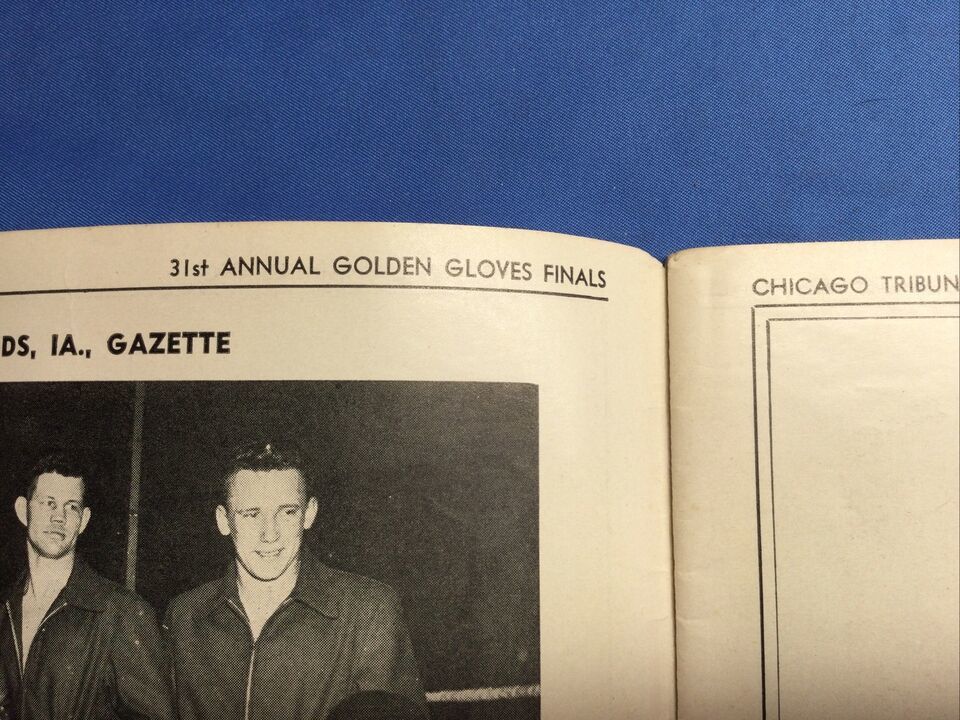 31st ANNUAL GOLDEN GLOVES FINALS
DS, IA., GAZETTE
CHICAGO TRIBUN